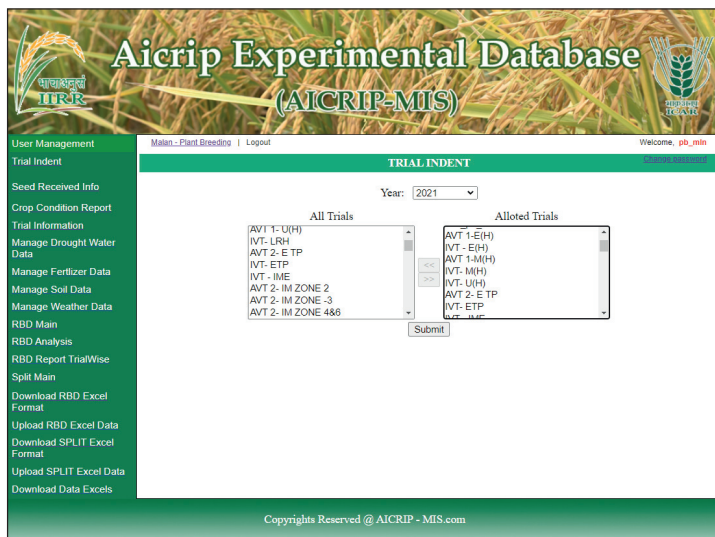 Aicrip Experimental Database
(AICRIP-MIS)
IIRR
ICAR
User Management
Malan - Plant Breeding | Logout
Welcome, pb_mln
Trial Indent
TRIAL INDENT
Change password
Seed Received Info
Crop Condition Report
Trial Information
Manage Drought Water
Data
Manage Fertlizer Data
Manage Soil Data
Manage Weather Data
RBD Main
RBD Analysis
RBD Report TrialWise
Split Main
Download RBD Excel
Format
Upload RBD Excel Data
Download SPLIT Excel
Format
Upload SPLIT Excel Data
Download Data Excels
Year: 2021
All Trials
AVT 1- U(H)
IVT- LRH
AVT 2- E TP
IVT- ETP
IVT - IME
AVT 2- IM ZONE 2
AVT 2- IM ZONE -3
AVT 2- IM ZONE 4&6
<<
>>
Alloted Trials
AVT 1-E(H)
IVT - E(H)
AVT 1-M(H)
IVT- M(H)
IVT- U(H)
AVT 2- E TP
IVT- ETP
IVT - IME
Submit
Copyrights Reserved @ AICRIP - MIS.com